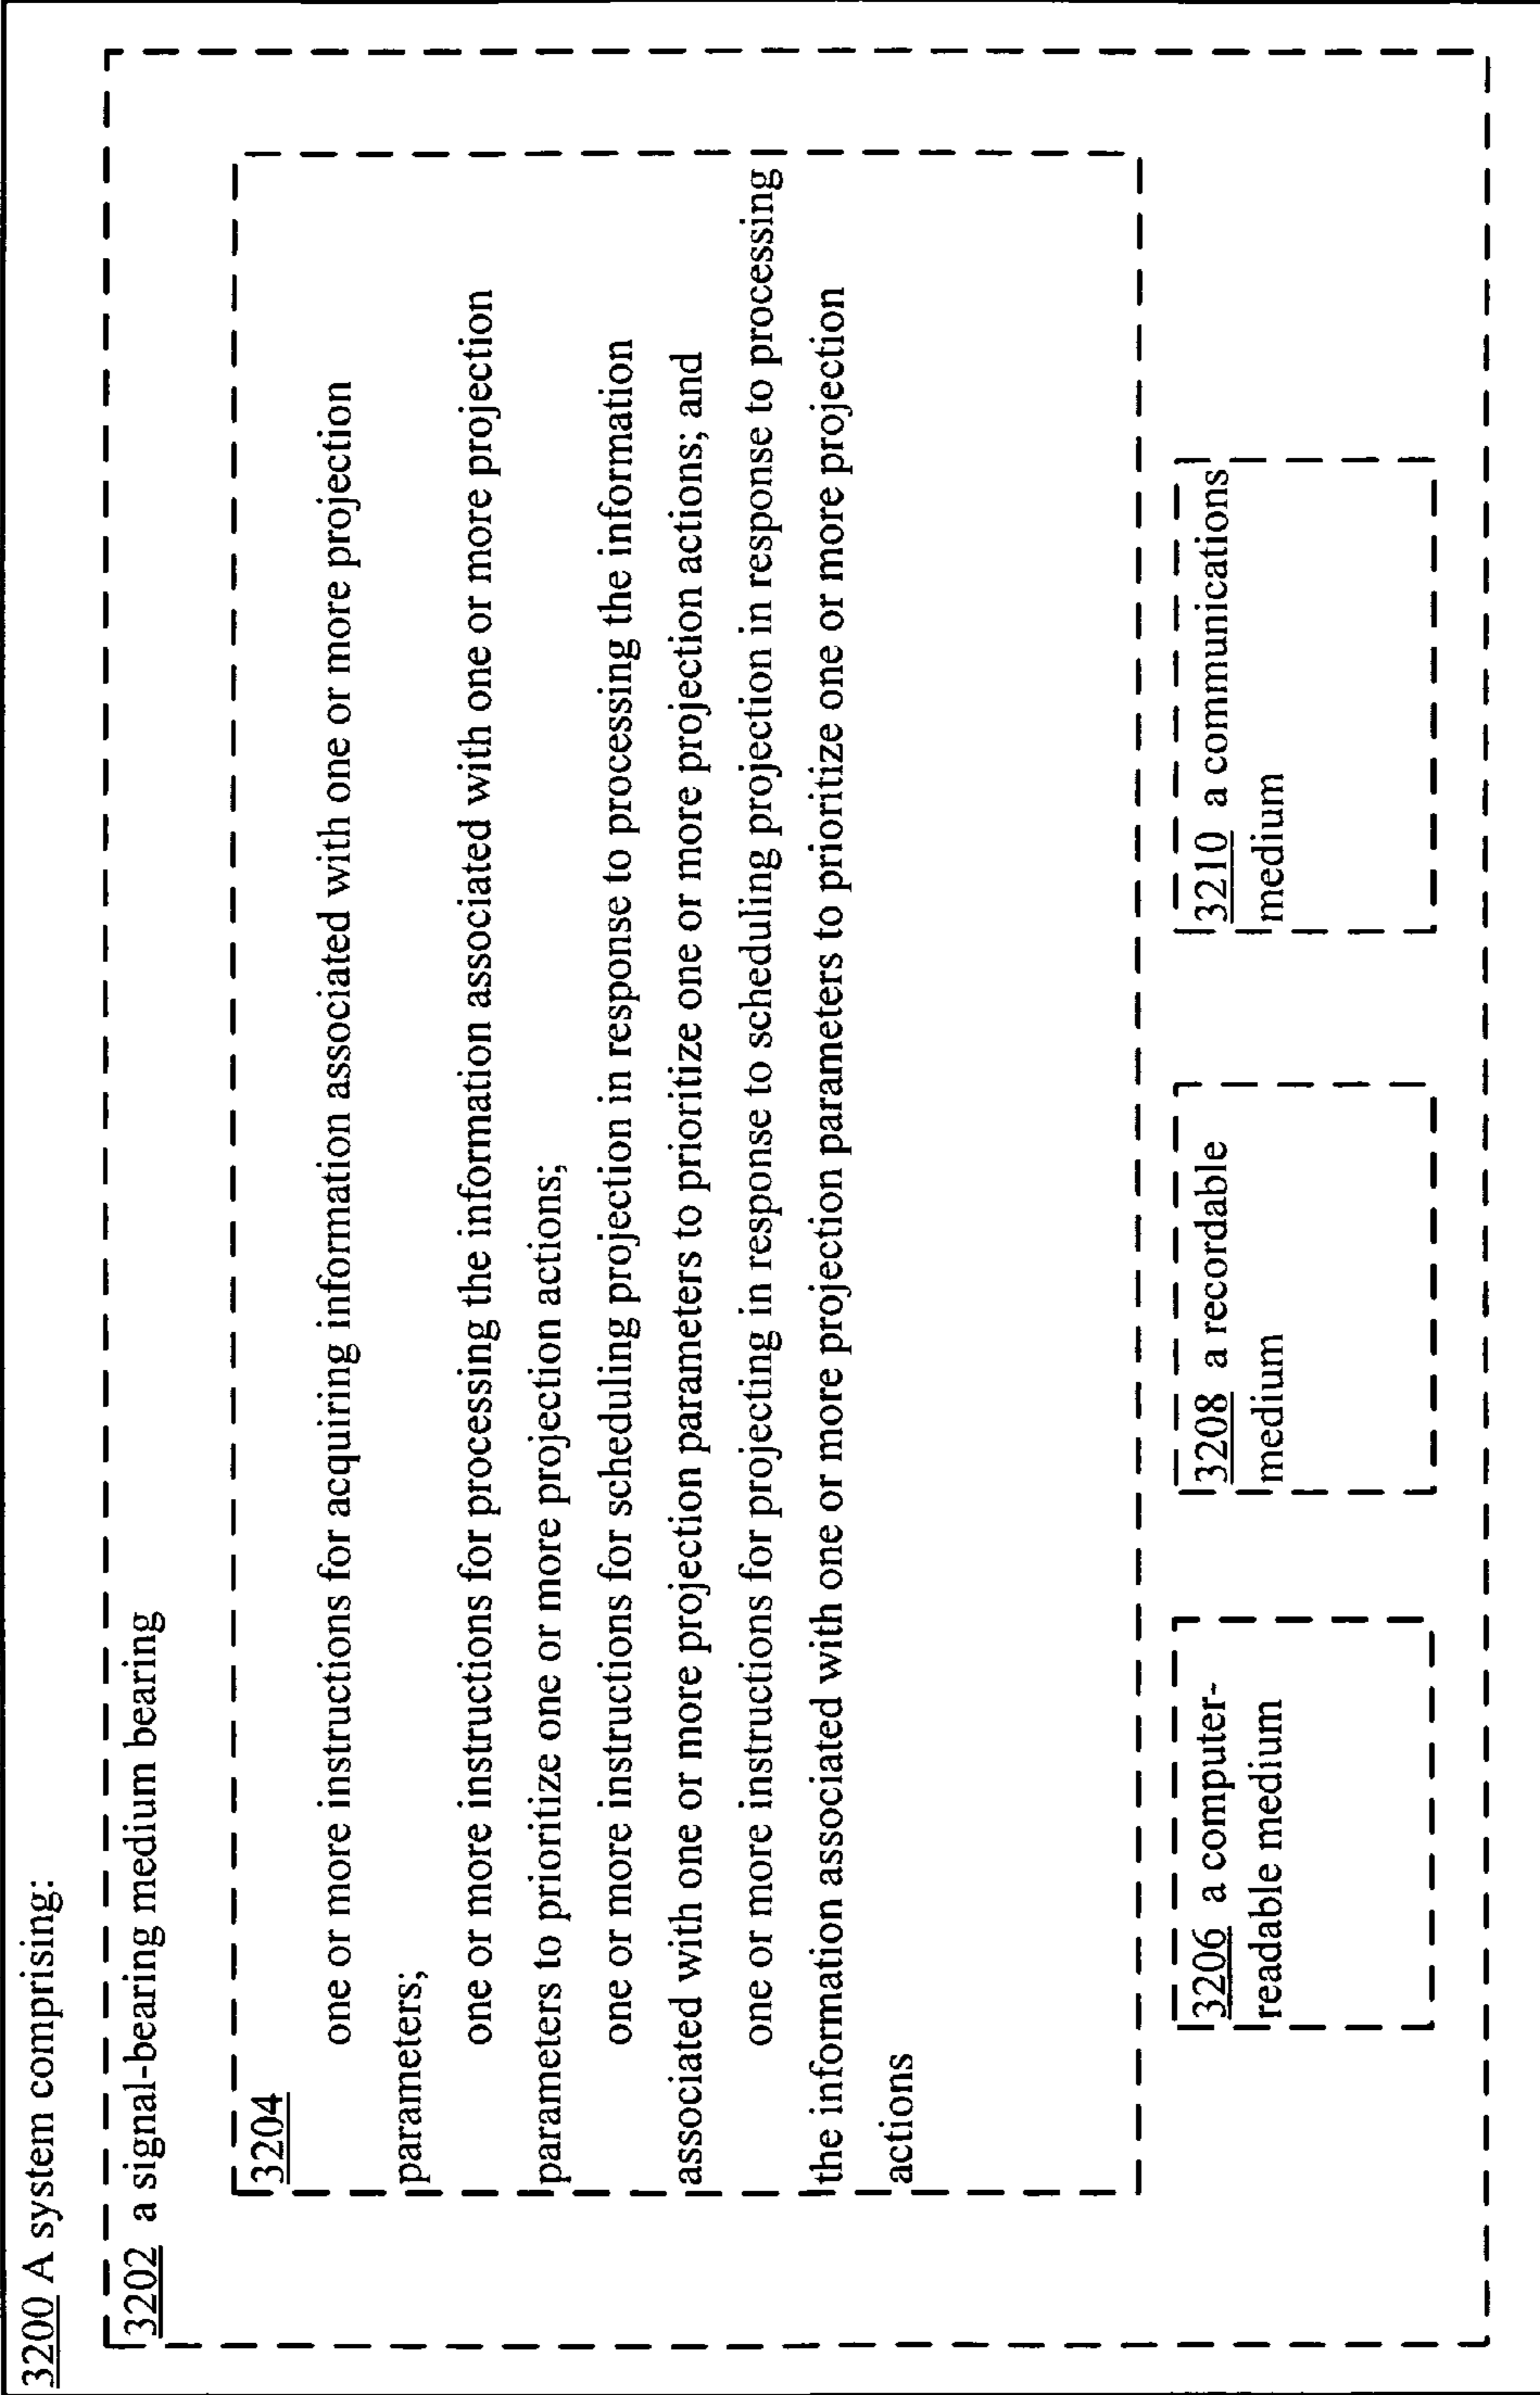 3200 A system comprising:
3202 a signal-bearing medium bearing
3204
one or more instructions for acquiring information associated with one or more projection
parameters;
one or more instructions for processing the information associated with one or more projection
parameters to prioritize one or more projection actions;
one or more instructions for scheduling projection in response to processing the information
associated with one or more projection parameters to prioritize one or more projection actions; and
one or more instructions for projecting in response to scheduling projection in response to processing
the information associated with one or more projection parameters to prioritize one or more projection
actions
3206 a computer-
readable medium
3208 a recordable
medium
3210 a communications
medium